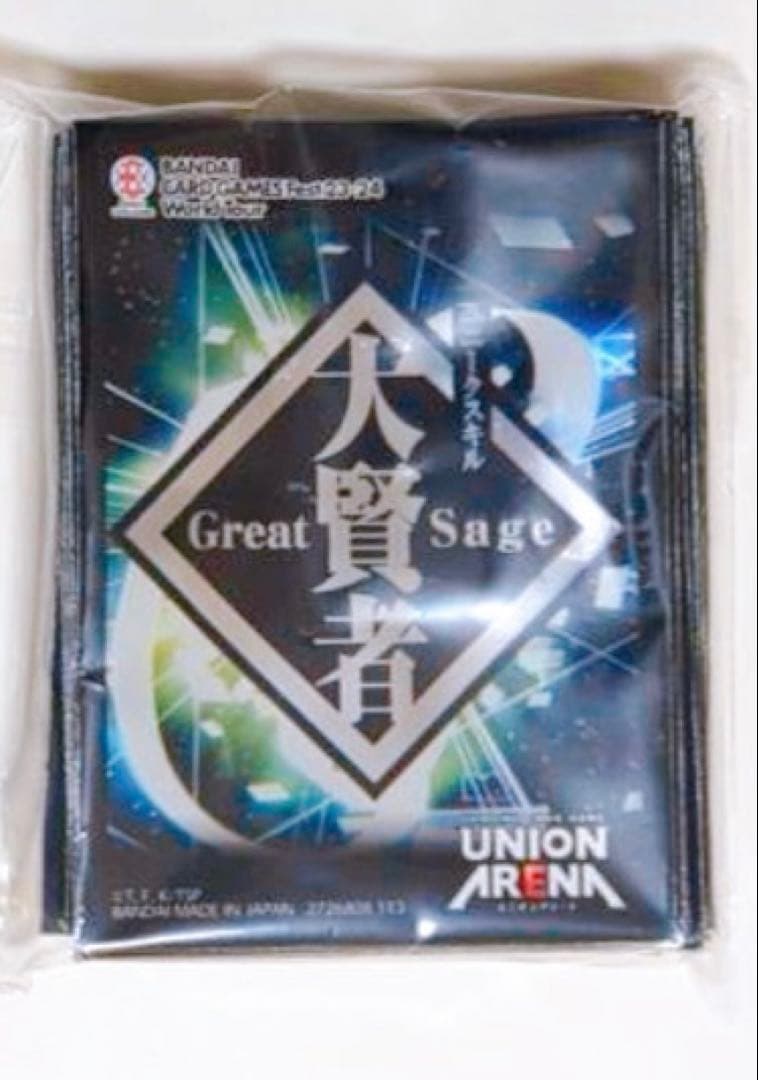 BANDAI
CARD GAMES Fest 23-24
World Tour
ユニークスキル
大賢者
Great Sage
UNION
ARENA
BANDAI MADE IN JAPAN